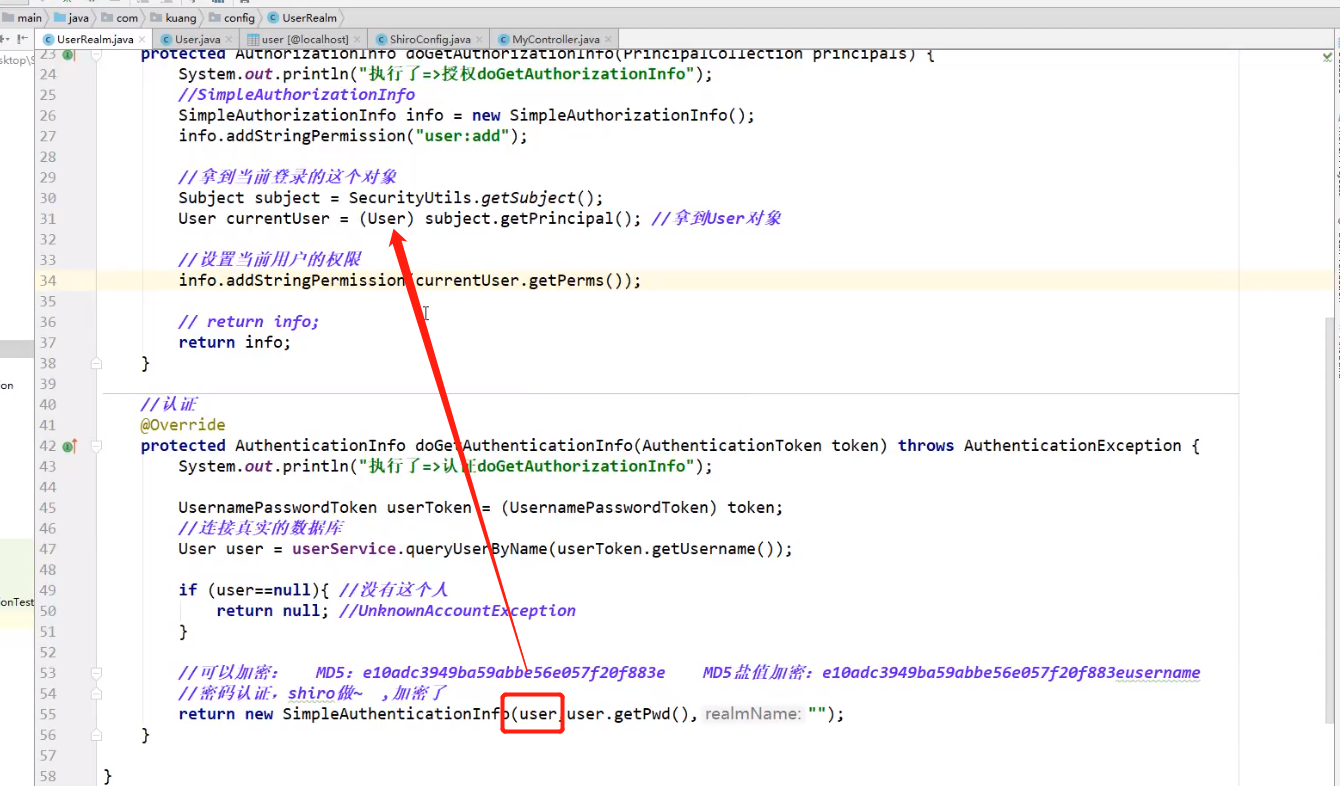 main java com kuang config UserRealm
UserRealm.java User.java user [@localhost] ShiroConfig.java MyController.java
23 protected AuthorizationInfo doGetAuthorizationInfo(PrincipalCollection principals) {
24 System.out.println("执行了=>授权doGetAuthorizationInfo");
25 //SimpleAuthorizationInfo
26 SimpleAuthorizationInfo info = new SimpleAuthorizationInfo();
27 info.addStringPermission("user:add");
28
29 //拿到当前登录的这个对象
30 Subject subject = SecurityUtils.getSubject();
31 User currentUser = (User) subject.getPrincipal(); //拿到User对象
32
33 //设置当前用户的权限
34 info.addStringPermission(currentUser.getPerms());
35
36 // return info;
37 return info;
38 }
39
40 //认证
41 @Override
42 protected AuthenticationInfo doGetAuthenticationInfo(AuthenticationToken token) throws AuthenticationException {
43 System.out.println("执行了=>认证doGetAuthorizationInfo");
44
45 UsernamePasswordToken userToken = (UsernamePasswordToken) token;
46 //连接真实的数据库
47 User user = userService.queryUserByName(userToken.getUsername());
48
49 if (user==null){ //没有这个人
50 return null; //UnknownAccountException
51 }
52
53 //可以加密: MD5: e10adc3949ba59abbe56e057f20f883e MD5盐值加密: e10adc3949ba59abbe56e057f20f883eusername
54 //密码认证, shiro做~ ,加密了
55 return new SimpleAuthenticationInfo(user,user.getPwd(), realmName: "");
56 }
57
58 }